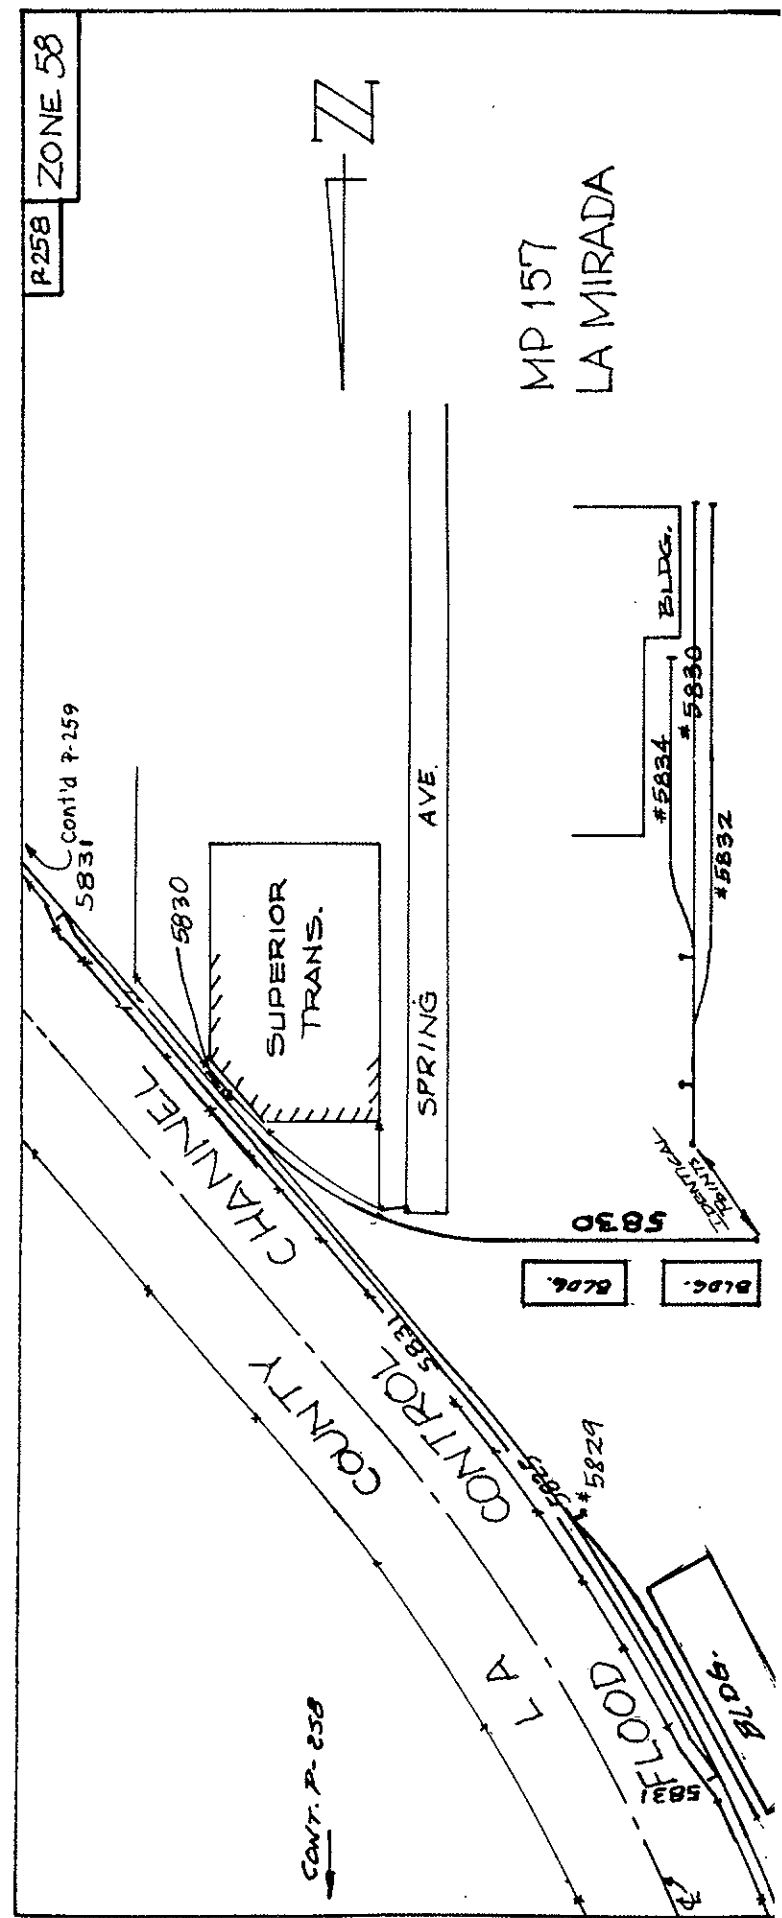 P258 ZONE 58
N
MP 157
LA MIRADA
Cont'd P-259
5831
5830
SUPERIOR
TRANS.
SPRING AVE.
BLDG.
#5834
#5830
#5832
IDENTICAL
POINTS
5830
BLDG.
BLDG.
LA COUNTY
FLOOD CONTROL CHANNEL
5831
5825
#5829
BLDG.
5831
CONT. P-258